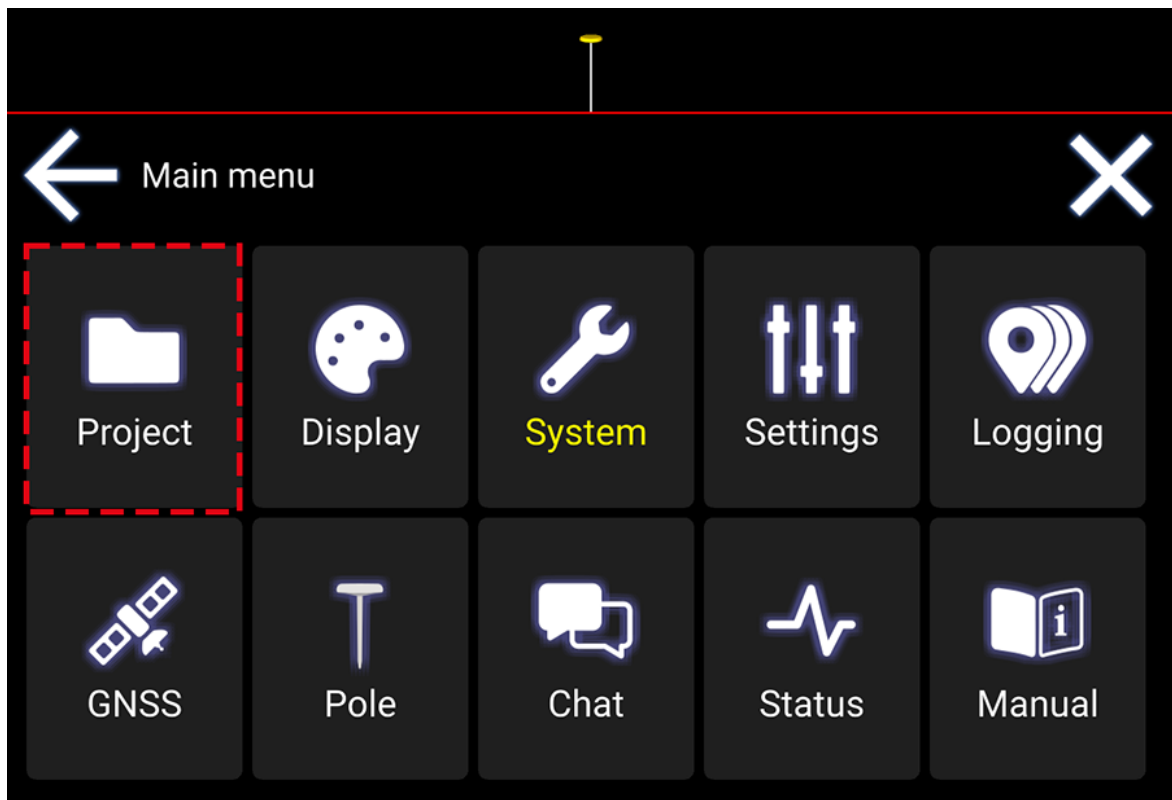 Main menu
Project Display System Settings Logging
GNSS Pole Chat Status Manual